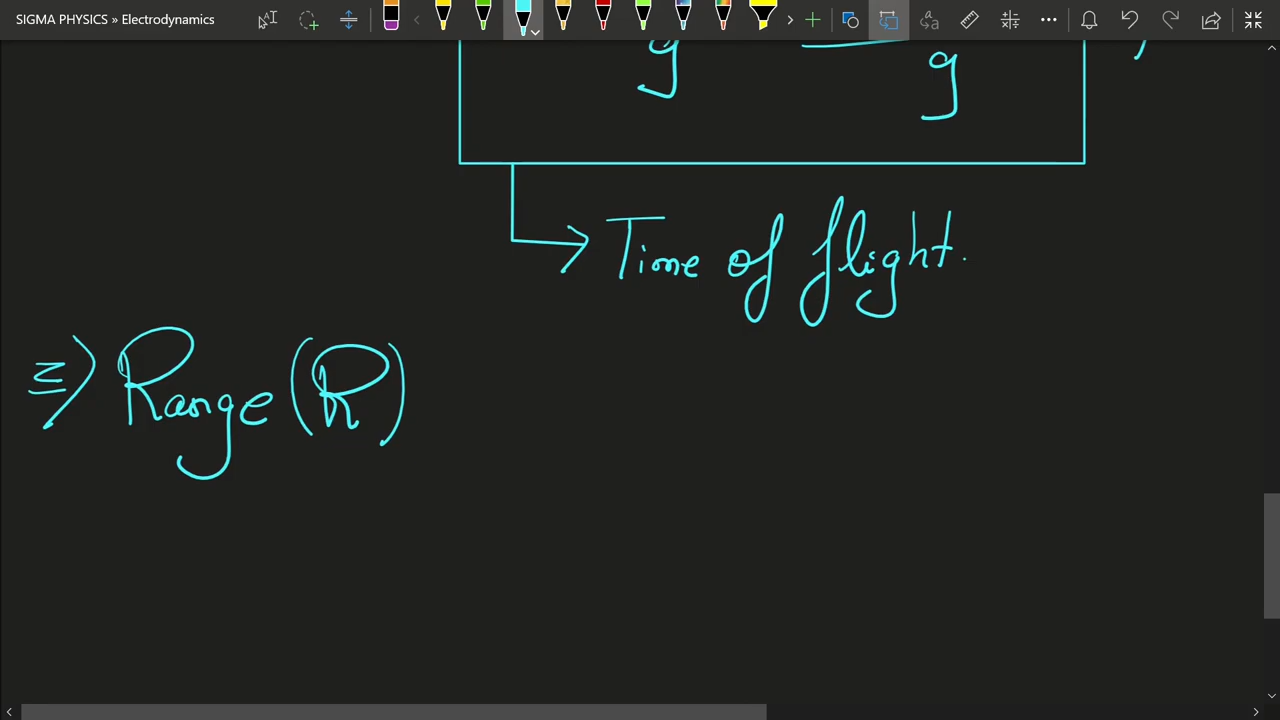 SIGMA PHYSICS » Electrodynamics
g g ,
Time of flight.
⇒ Range (R)